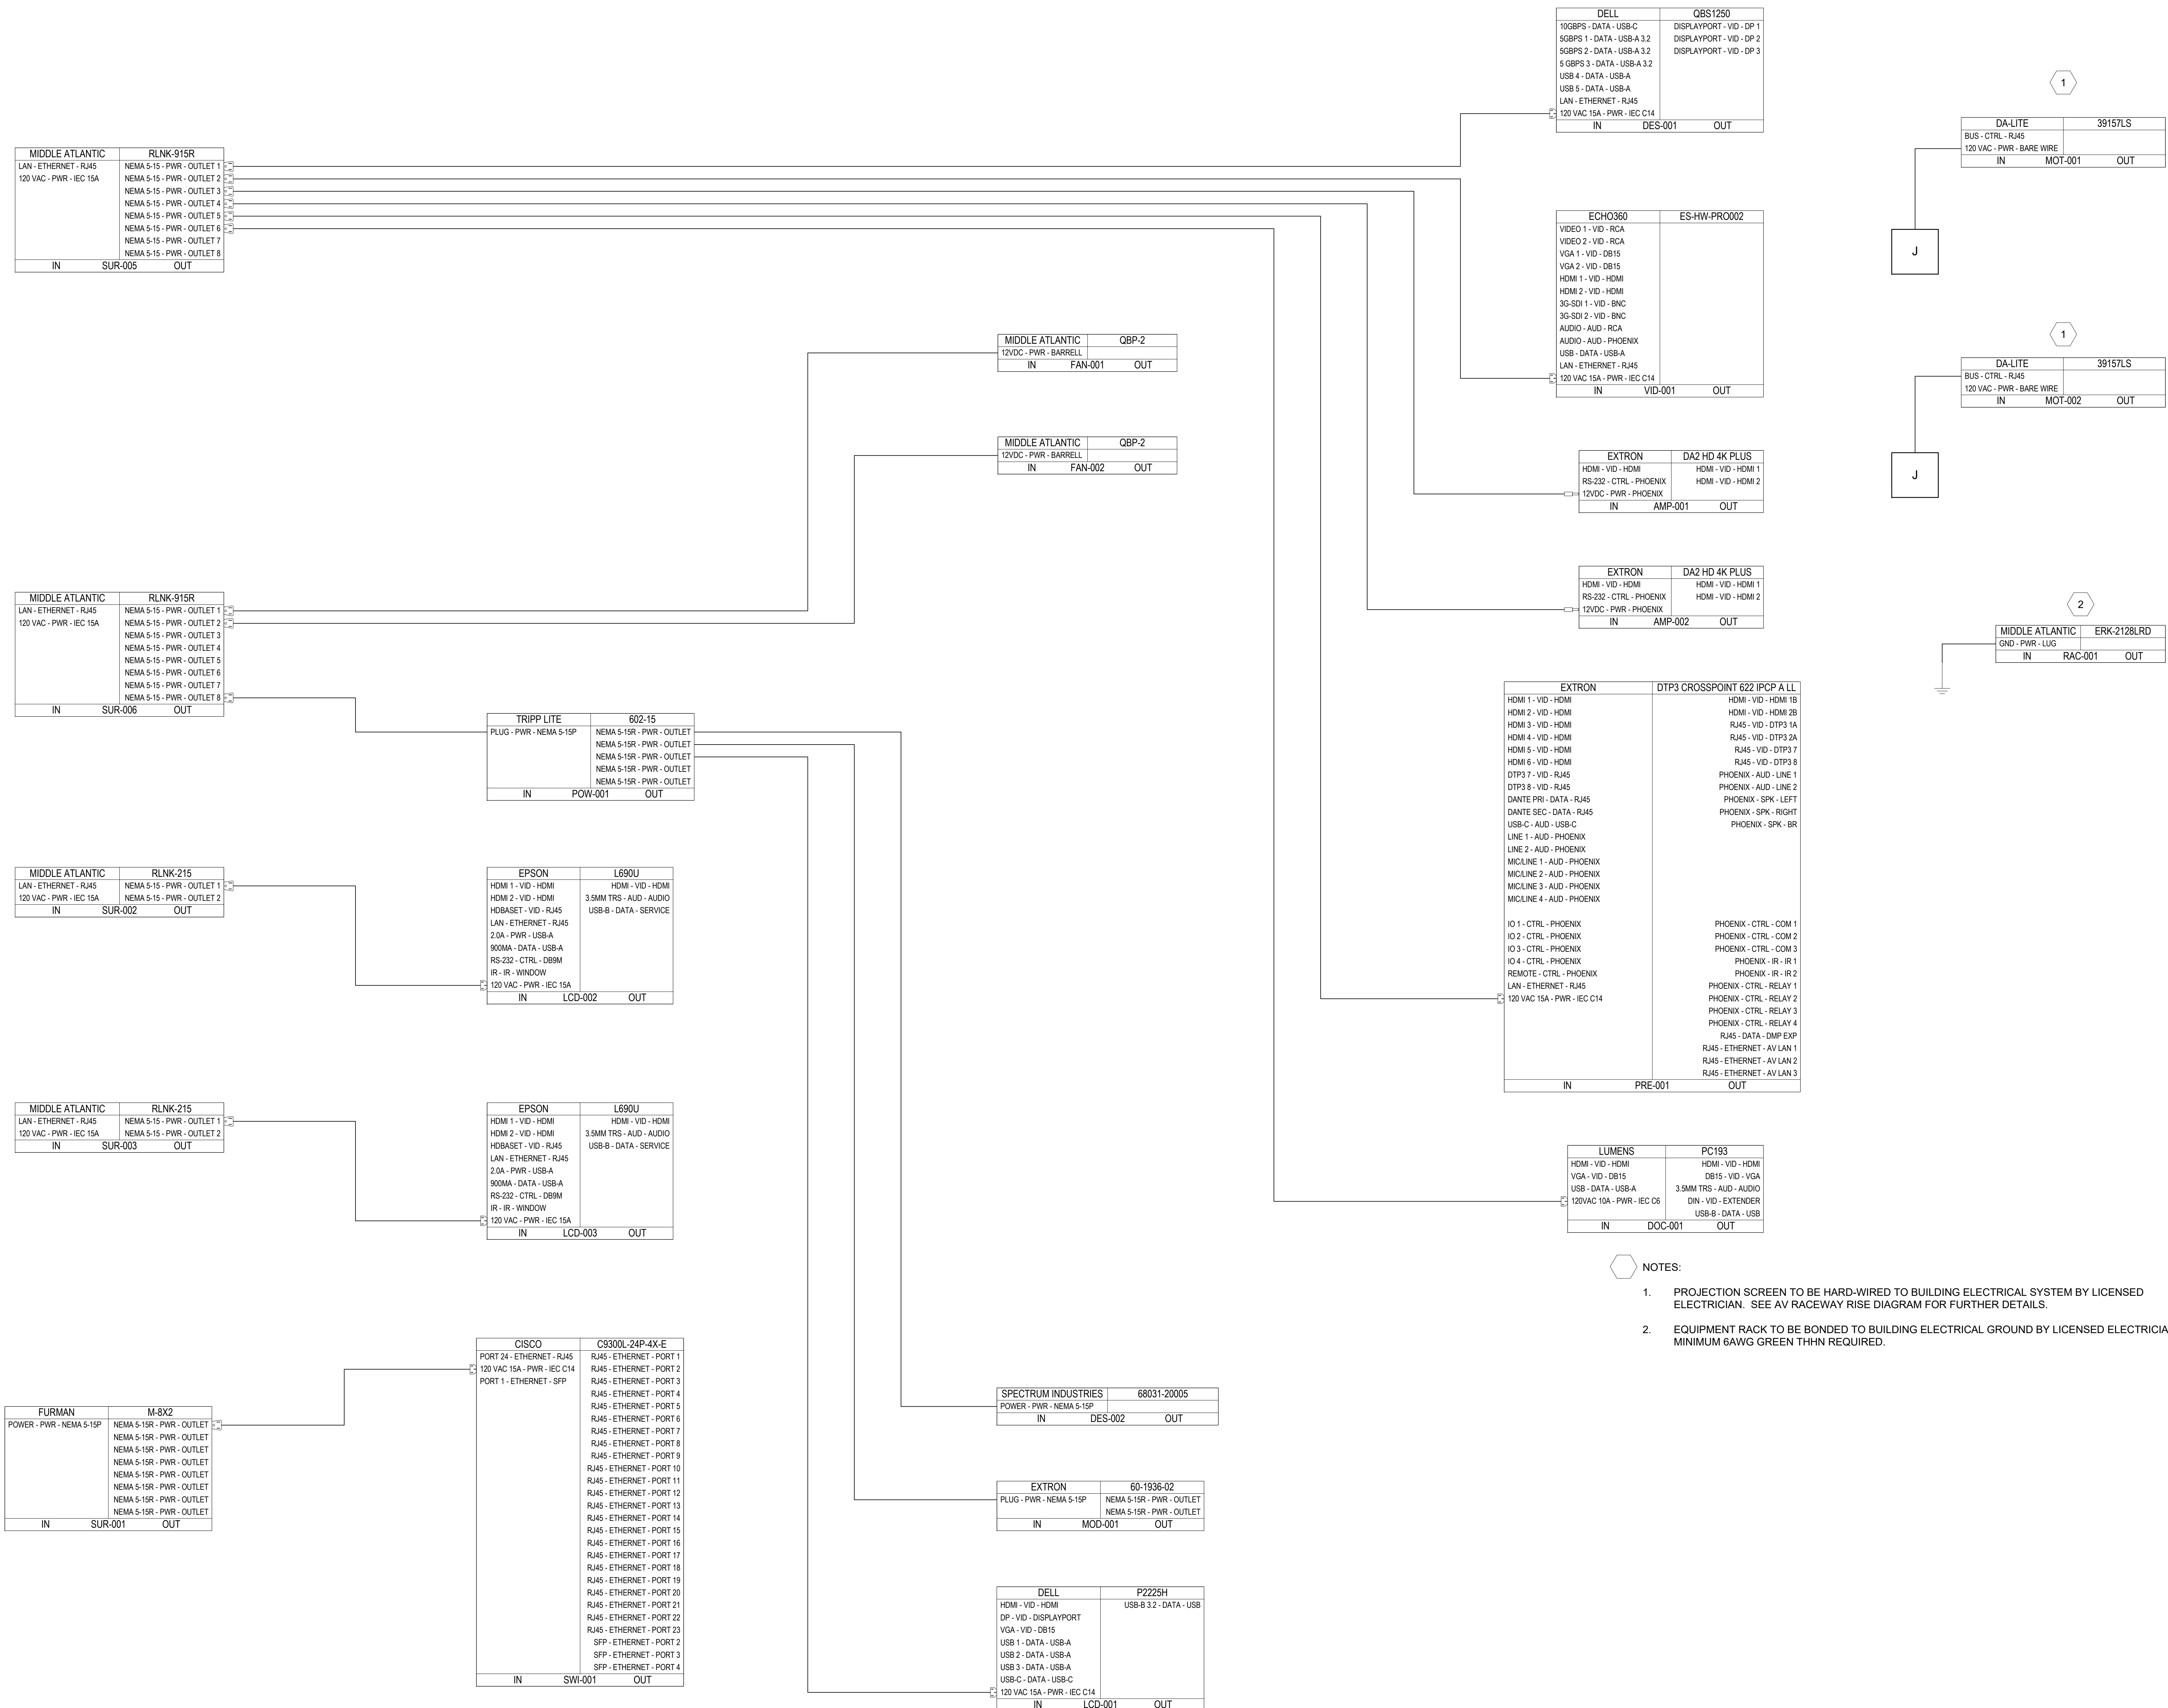 MIDDLE ATLANTIC RLNK-915R
LAN - ETHERNET - RJ45 NEMA 5-15 - PWR - OUTLET 1
120 VAC - PWR - IEC 15A NEMA 5-15 - PWR - OUTLET 2
NEMA 5-15 - PWR - OUTLET 3
NEMA 5-15 - PWR - OUTLET 4
NEMA 5-15 - PWR - OUTLET 5
NEMA 5-15 - PWR - OUTLET 6
NEMA 5-15 - PWR - OUTLET 7
NEMA 5-15 - PWR - OUTLET 8
IN SUR-005 OUT
MIDDLE ATLANTIC RLNK-915R
LAN - ETHERNET - RJ45 NEMA 5-15 - PWR - OUTLET 1
120 VAC - PWR - IEC 15A NEMA 5-15 - PWR - OUTLET 2
NEMA 5-15 - PWR - OUTLET 3
NEMA 5-15 - PWR - OUTLET 4
NEMA 5-15 - PWR - OUTLET 5
NEMA 5-15 - PWR - OUTLET 6
NEMA 5-15 - PWR - OUTLET 7
NEMA 5-15 - PWR - OUTLET 8
IN SUR-006 OUT
MIDDLE ATLANTIC RLNK-215
LAN - ETHERNET - RJ45 NEMA 5-15 - PWR - OUTLET 1
120 VAC - PWR - IEC 15A NEMA 5-15 - PWR - OUTLET 2
IN SUR-002 OUT
MIDDLE ATLANTIC RLNK-215
LAN - ETHERNET - RJ45 NEMA 5-15 - PWR - OUTLET 1
120 VAC - PWR - IEC 15A NEMA 5-15 - PWR - OUTLET 2
IN SUR-003 OUT
FURMAN M-8X2
POWER - PWR - NEMA 5-15P NEMA 5-15R - PWR - OUTLET
NEMA 5-15R - PWR - OUTLET
NEMA 5-15R - PWR - OUTLET
NEMA 5-15R - PWR - OUTLET
NEMA 5-15R - PWR - OUTLET
NEMA 5-15R - PWR - OUTLET
NEMA 5-15R - PWR - OUTLET
NEMA 5-15R - PWR - OUTLET
IN SUR-001 OUT
TRIPP LITE 602-15
PLUG - PWR - NEMA 5-15P NEMA 5-15R - PWR - OUTLET
NEMA 5-15R - PWR - OUTLET
NEMA 5-15R - PWR - OUTLET
NEMA 5-15R - PWR - OUTLET
NEMA 5-15R - PWR - OUTLET
IN POW-001 OUT
EPSON L690U
HDMI 1 - VID - HDMI HDMI - VID - HDMI
HDMI 2 - VID - HDMI 3.5MM TRS - AUD - AUDIO
HDBASET - VID - RJ45 USB-B - DATA - SERVICE
LAN - ETHERNET - RJ45
2.0A - PWR - USB-A
900MA - DATA - USB-A
RS-232 - CTRL - DB9M
IR - IR - WINDOW
120 VAC - PWR - IEC 15A
IN LCD-002 OUT
EPSON L690U
HDMI 1 - VID - HDMI HDMI - VID - HDMI
HDMI 2 - VID - HDMI 3.5MM TRS - AUD - AUDIO
HDBASET - VID - RJ45 USB-B - DATA - SERVICE
LAN - ETHERNET - RJ45
2.0A - PWR - USB-A
900MA - DATA - USB-A
RS-232 - CTRL - DB9M
IR - IR - WINDOW
120 VAC - PWR - IEC 15A
IN LCD-003 OUT
CISCO C9300L-24P-4X-E
PORT 24 - ETHERNET - RJ45 RJ45 - ETHERNET - PORT 1
120 VAC 15A - PWR - IEC C14 RJ45 - ETHERNET - PORT 2
PORT 1 - ETHERNET - SFP RJ45 - ETHERNET - PORT 3
RJ45 - ETHERNET - PORT 4
RJ45 - ETHERNET - PORT 5
RJ45 - ETHERNET - PORT 6
RJ45 - ETHERNET - PORT 7
RJ45 - ETHERNET - PORT 8
RJ45 - ETHERNET - PORT 9
RJ45 - ETHERNET - PORT 10
RJ45 - ETHERNET - PORT 11
RJ45 - ETHERNET - PORT 12
RJ45 - ETHERNET - PORT 13
RJ45 - ETHERNET - PORT 14
RJ45 - ETHERNET - PORT 15
RJ45 - ETHERNET - PORT 16
RJ45 - ETHERNET - PORT 17
RJ45 - ETHERNET - PORT 18
RJ45 - ETHERNET - PORT 19
RJ45 - ETHERNET - PORT 20
RJ45 - ETHERNET - PORT 21
RJ45 - ETHERNET - PORT 22
RJ45 - ETHERNET - PORT 23
SFP - ETHERNET - PORT 2
SFP - ETHERNET - PORT 3
SFP - ETHERNET - PORT 4
IN SWI-001 OUT
MIDDLE ATLANTIC QBP-2
12VDC - PWR - BARRELL
IN FAN-001 OUT
MIDDLE ATLANTIC QBP-2
12VDC - PWR - BARRELL
IN FAN-002 OUT
SPECTRUM INDUSTRIES 68031-20005
POWER - PWR - NEMA 5-15P
IN DES-002 OUT
EXTRON 60-1936-02
PLUG - PWR - NEMA 5-15P NEMA 5-15R - PWR - OUTLET
NEMA 5-15R - PWR - OUTLET
IN MOD-001 OUT
DELL P2225H
HDMI - VID - HDMI USB-B 3.2 - DATA - USB
DP - VID - DISPLAYPORT
VGA - VID - DB15
USB 1 - DATA - USB-A
USB 2 - DATA - USB-A
USB 3 - DATA - USB-A
USB-C - DATA - USB-C
120 VAC 15A - PWR - IEC C14
IN LCD-001 OUT
DELL QBS1250
10GBPS - DATA - USB-C DISPLAYPORT - VID - DP 1
5GBPS 1 - DATA - USB-A 3.2 DISPLAYPORT - VID - DP 2
5GBPS 2 - DATA - USB-A 3.2 DISPLAYPORT - VID - DP 3
5 GBPS 3 - DATA - USB-A 3.2
USB 4 - DATA - USB-A
USB 5 - DATA - USB-A
LAN - ETHERNET - RJ45
120 VAC 15A - PWR - IEC C14
IN DES-001 OUT
ECHO360 ES-HW-PRO002
VIDEO 1 - VID - RCA
VIDEO 2 - VID - RCA
VGA 1 - VID - DB15
VGA 2 - VID - DB15
HDMI 1 - VID - HDMI
HDMI 2 - VID - HDMI
3G-SDI 1 - VID - BNC
3G-SDI 2 - VID - BNC
AUDIO - AUD - RCA
AUDIO - AUD - PHOENIX
USB - DATA - USB-A
LAN - ETHERNET - RJ45
120 VAC 15A - PWR - IEC C14
IN VID-001 OUT
EXTRON DA2 HD 4K PLUS
HDMI - VID - HDMI HDMI - VID - HDMI 1
RS-232 - CTRL - PHOENIX HDMI - VID - HDMI 2
12VDC - PWR - PHOENIX
IN AMP-001 OUT
EXTRON DA2 HD 4K PLUS
HDMI - VID - HDMI HDMI - VID - HDMI 1
RS-232 - CTRL - PHOENIX HDMI - VID - HDMI 2
12VDC - PWR - PHOENIX
IN AMP-002 OUT
EXTRON DTP3 CROSSPOINT 622 IPCP A LL
HDMI 1 - VID - HDMI HDMI - VID - HDMI 1B
HDMI 2 - VID - HDMI HDMI - VID - HDMI 2B
HDMI 3 - VID - HDMI RJ45 - VID - DTP3 1A
HDMI 4 - VID - HDMI RJ45 - VID - DTP3 2A
HDMI 5 - VID - HDMI RJ45 - VID - DTP3 7
HDMI 6 - VID - HDMI RJ45 - VID - DTP3 8
DTP3 7 - VID - RJ45 PHOENIX - AUD - LINE 1
DTP3 8 - VID - RJ45 PHOENIX - AUD - LINE 2
DANTE PRI - DATA - RJ45 PHOENIX - SPK - LEFT
DANTE SEC - DATA - RJ45 PHOENIX - SPK - RIGHT
USB-C - AUD - USB-C PHOENIX - SPK - BR
LINE 1 - AUD - PHOENIX
LINE 2 - AUD - PHOENIX
MIC/LINE 1 - AUD - PHOENIX
MIC/LINE 2 - AUD - PHOENIX
MIC/LINE 3 - AUD - PHOENIX
MIC/LINE 4 - AUD - PHOENIX
IO 1 - CTRL - PHOENIX PHOENIX - CTRL - COM 1
IO 2 - CTRL - PHOENIX PHOENIX - CTRL - COM 2
IO 3 - CTRL - PHOENIX PHOENIX - CTRL - COM 3
IO 4 - CTRL - PHOENIX PHOENIX - IR - IR 1
REMOTE - CTRL - PHOENIX PHOENIX - IR - IR 2
LAN - ETHERNET - RJ45 PHOENIX - CTRL - RELAY 1
120 VAC 15A - PWR - IEC C14 PHOENIX - CTRL - RELAY 2
PHOENIX - CTRL - RELAY 3
PHOENIX - CTRL - RELAY 4
RJ45 - DATA - DMP EXP
RJ45 - ETHERNET - AV LAN 1
RJ45 - ETHERNET - AV LAN 2
RJ45 - ETHERNET - AV LAN 3
IN PRE-001 OUT
LUMENS PC193
HDMI - VID - HDMI HDMI - VID - HDMI
VGA - VID - DB15 DB15 - VID - VGA
USB - DATA - USB-A 3.5MM TRS - AUD - AUDIO
120VAC 10A - PWR - IEC C6 DIN - VID - EXTENDER
USB-B - DATA - USB
IN DOC-001 OUT
1
DA-LITE 39157LS
BUS - CTRL - RJ45
120 VAC - PWR - BARE WIRE
IN MOT-001 OUT
J
1
DA-LITE 39157LS
BUS - CTRL - RJ45
120 VAC - PWR - BARE WIRE
IN MOT-002 OUT
J
2
MIDDLE ATLANTIC ERK-2128LRD
GND - PWR - LUG
IN RAC-001 OUT
NOTES:
1. PROJECTION SCREEN TO BE HARD-WIRED TO BUILDING ELECTRICAL SYSTEM BY LICENSED
ELECTRICIAN. SEE AV RACEWAY RISE DIAGRAM FOR FURTHER DETAILS.
2. EQUIPMENT RACK TO BE BONDED TO BUILDING ELECTRICAL GROUND BY LICENSED ELECTRICIA
MINIMUM 6AWG GREEN THHN REQUIRED.